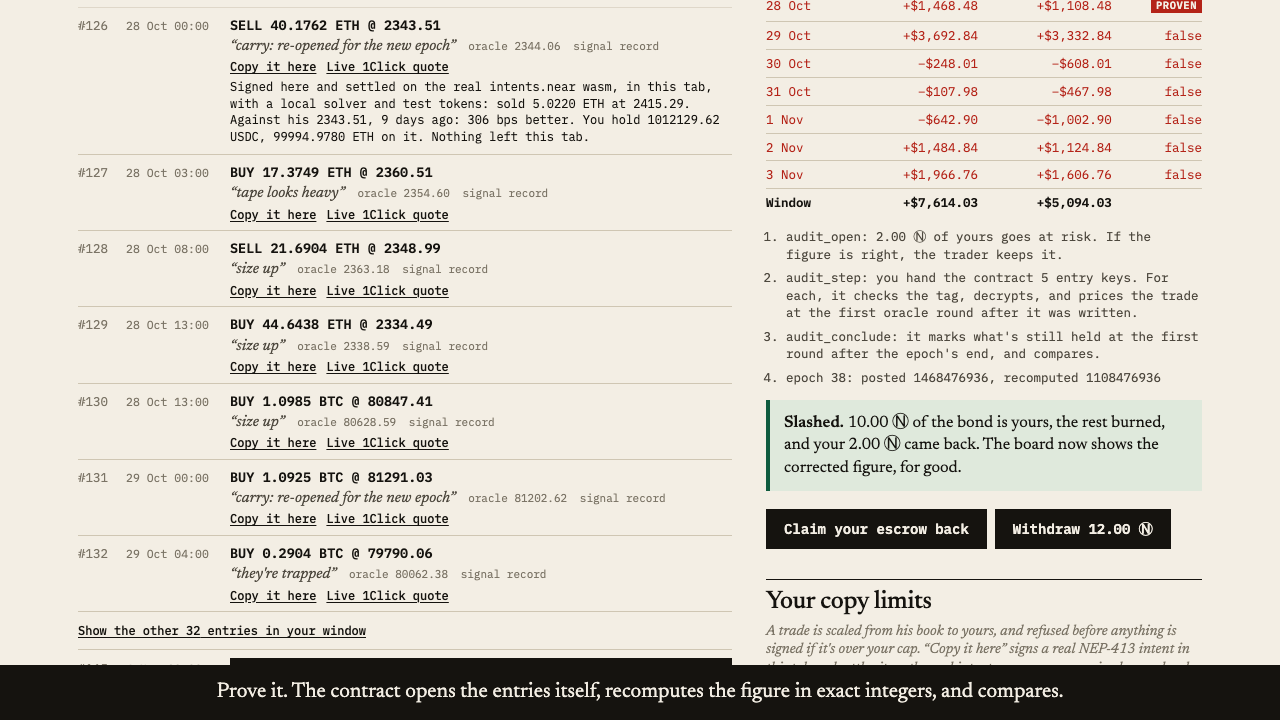 #126 28 Oct 00:00 SELL 40.1762 ETH @ 2343.51
“carry: re-opened for the new epoch” oracle 2344.06 signal record
Copy it here Live 1Click quote
Signed here and settled on the real intents.near wasm, in this tab,
with a local solver and test tokens: sold 5.0220 ETH at 2415.29.
Against his 2343.51, 9 days ago: 306 bps better. You hold 1012129.62
USDC, 99994.9780 ETH on it. Nothing left this tab.
#127 28 Oct 03:00 BUY 17.3749 ETH @ 2360.51
“tape looks heavy” oracle 2354.60 signal record
Copy it here Live 1Click quote
#128 28 Oct 08:00 SELL 21.6904 ETH @ 2348.99
“size up” oracle 2363.18 signal record
Copy it here Live 1Click quote
#129 28 Oct 13:00 BUY 44.6438 ETH @ 2334.49
“size up” oracle 2338.59 signal record
Copy it here Live 1Click quote
#130 28 Oct 13:00 BUY 1.0985 BTC @ 80847.41
“size up” oracle 80628.59 signal record
Copy it here Live 1Click quote
#131 29 Oct 00:00 BUY 1.0925 BTC @ 81291.03
“carry: re-opened for the new epoch” oracle 81202.62 signal record
Copy it here Live 1Click quote
#132 29 Oct 04:00 BUY 0.2904 BTC @ 79790.06
“they're trapped” oracle 80062.38 signal record
Copy it here Live 1Click quote
Show the other 32 entries in your window
28 Oct +$1,468.48 +$1,108.48 PROVEN
29 Oct +$3,692.84 +$3,332.84 false
30 Oct −$248.01 −$608.01 false
31 Oct −$107.98 −$467.98 false
1 Nov −$642.90 −$1,002.90 false
2 Nov +$1,484.84 +$1,124.84 false
3 Nov +$1,966.76 +$1,606.76 false
Window +$7,614.03 +$5,094.03
1. audit_open: 2.00 Ⓝ of yours goes at risk. If the
figure is right, the trader keeps it.
2. audit_step: you hand the contract 5 entry keys. For
each, it checks the tag, decrypts, and prices the trade
at the first oracle round after it was written.
3. audit_conclude: it marks what's still held at the first
round after the epoch's end, and compares.
4. epoch 38: posted 1468476936, recomputed 1108476936
Slashed. 10.00 Ⓝ of the bond is yours, the rest burned,
and your 2.00 Ⓝ came back. The board now shows the
corrected figure, for good.
Claim your escrow back Withdraw 12.00 Ⓝ
Your copy limits
A trade is scaled from his book to yours, and refused before anything is
signed if it's over your cap. “Copy it here” signs a real NEP-413 intent in
Prove it. The contract opens the entries itself, recomputes the figure in exact integers, and compares.